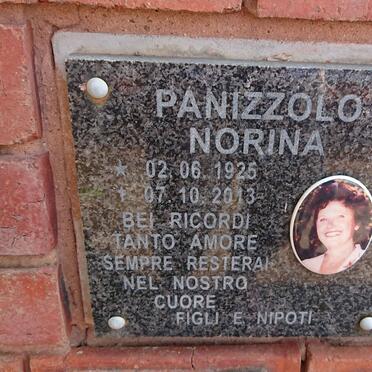 PANIZZOLO
NORINA
★ 02.06.1925
✝ 07.10.2013
BEI RICORDI
TANTO AMORE
SEMPRE RESTERAI
NEL NOSTRO
CUORE
FIGLI E NIPOTI